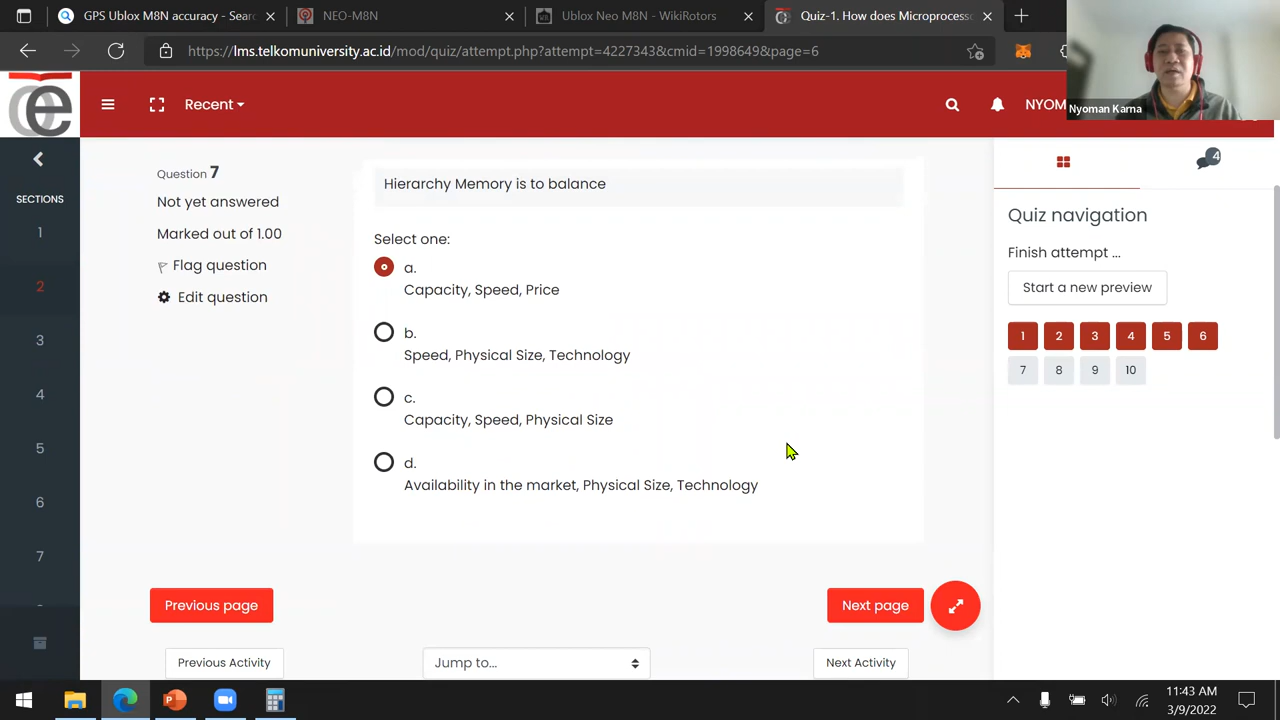 GPS Ublox M8N accuracy - Sear
NEO-M8N
Ublox Neo M8N - WikiRotors
Quiz-1. How does Microprocess
https://lms.telkomuniversity.ac.id/mod/quiz/attempt.php?attempt=4227343&cmid=1998649&page=6
Nyoman Karna
Recent
NYOM
SECTIONS
1
2
3
4
5
6
7
Question 7
Not yet answered
Marked out of 1.00
Flag question
Edit question
Hierarchy Memory is to balance
Select one:
a.
Capacity, Speed, Price
b.
Speed, Physical Size, Technology
c.
Capacity, Speed, Physical Size
d.
Availability in the market, Physical Size, Technology
Previous page
Next page
Previous Activity
Jump to...
Next Activity
4
Quiz navigation
Finish attempt ...
Start a new preview
1 2 3 4 5 6
7 8 9 10
11:43 AM
3/9/2022